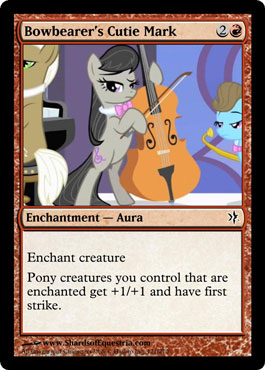 Bowbearer's Cutie Mark 2
Enchantment — Aura
Enchant creature
Pony creatures you control that are
enchanted get +1/+1 and have first
strike.
www.ShardsofEquestria.com